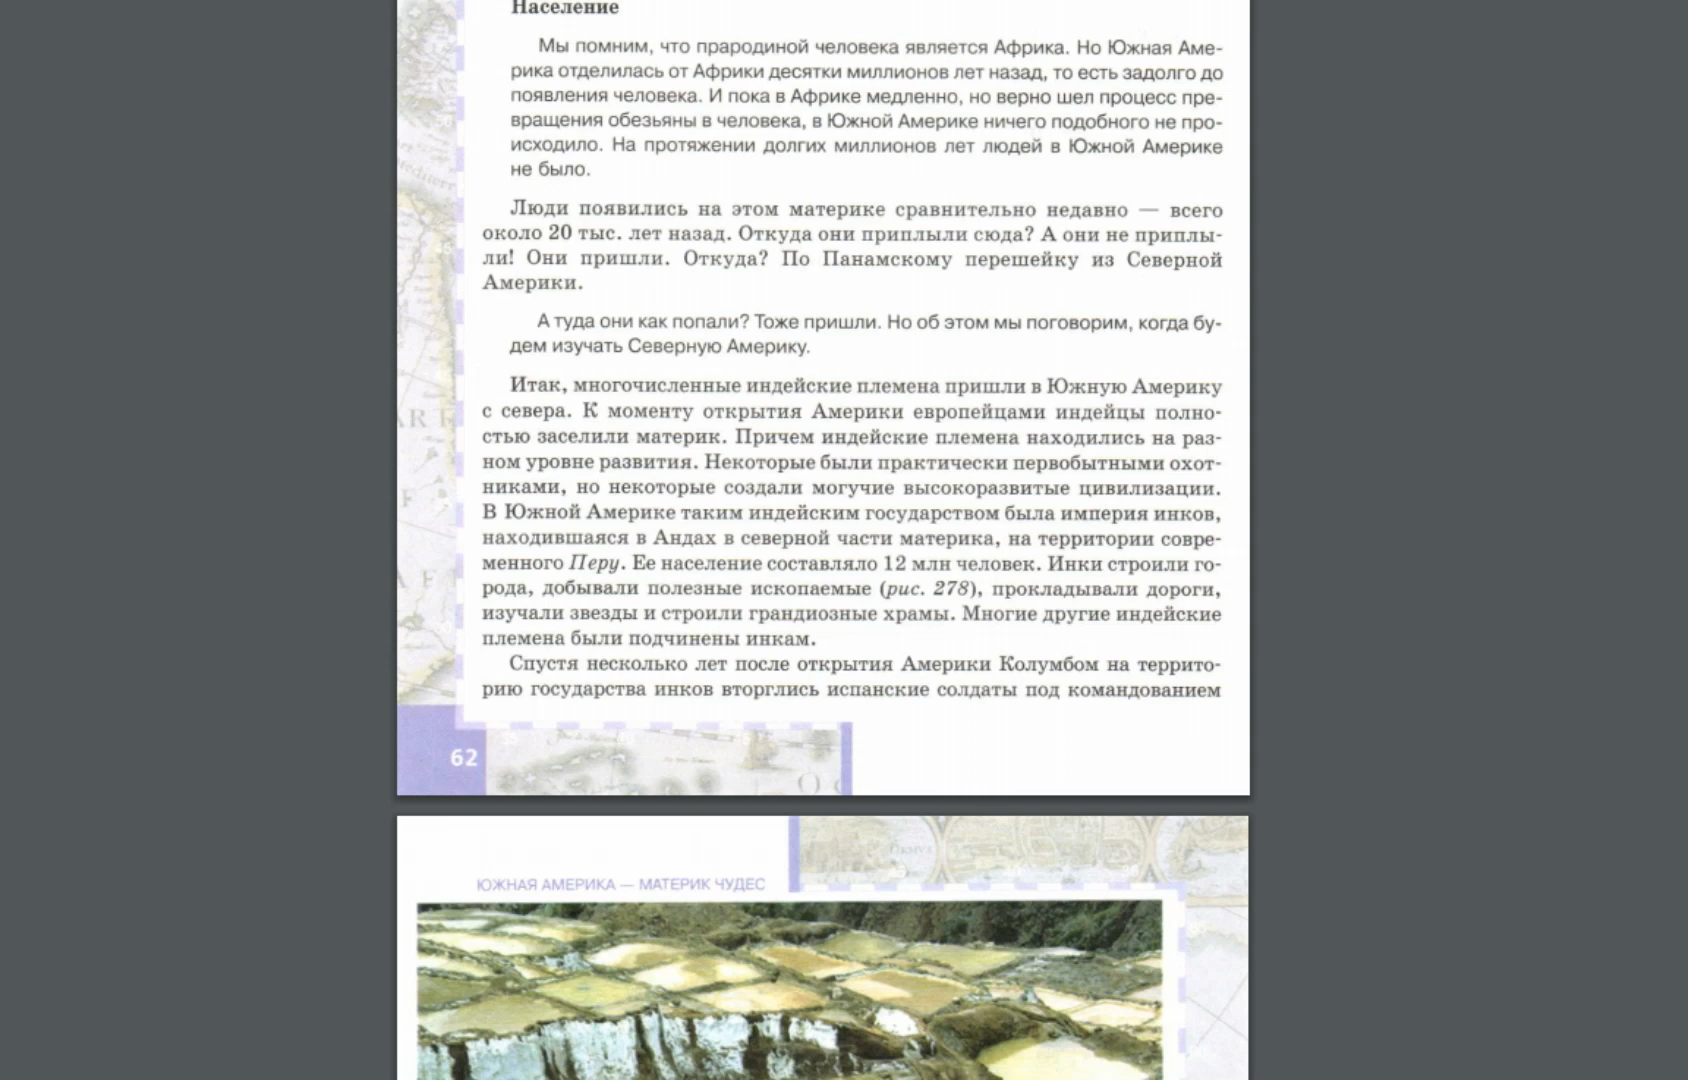 Население
Мы помним, что прародиной человека является Африка. Но Южная Аме-
рика отделилась от Африки десятки миллионов лет назад, то есть задолго до
появления человека. И пока в Африке медленно, но верно шел процесс пре-
вращения обезьяны в человека, в Южной Америке ничего подобного не про-
исходило. На протяжении долгих миллионов лет людей в Южной Америке
не было.
Люди появились на этом материке сравнительно недавно — всего
около 20 тыс. лет назад. Откуда они приплыли сюда? А они не приплы-
ли! Они пришли. Откуда? По Панамскому перешейку из Северной
Америки.
А туда они как попали? Тоже пришли. Но об этом мы поговорим, когда бу-
дем изучать Северную Америку.
Итак, многочисленные индейские племена пришли в Южную Америку
с севера. К моменту открытия Америки европейцами индейцы полно-
стью заселили материк. Причем индейские племена находились на раз-
ном уровне развития. Некоторые были практически первобытными охот-
никами, но некоторые создали могучие высокоразвитые цивилизации.
В Южной Америке таким индейским государством была империя инков,
находившаяся в Андах в северной части материка, на территории совре-
менного Перу. Ее население составляло 12 млн человек. Инки строили го-
рода, добывали полезные ископаемые (рис. 278), прокладывали дороги,
изучали звезды и строили грандиозные храмы. Многие другие индейские
племена были подчинены инкам.
Спустя несколько лет после открытия Америки Колумбом на террито-
рию государства инков вторглись испанские солдаты под командованием
62
ЮЖНАЯ АМЕРИКА — МАТЕРИК ЧУДЕС